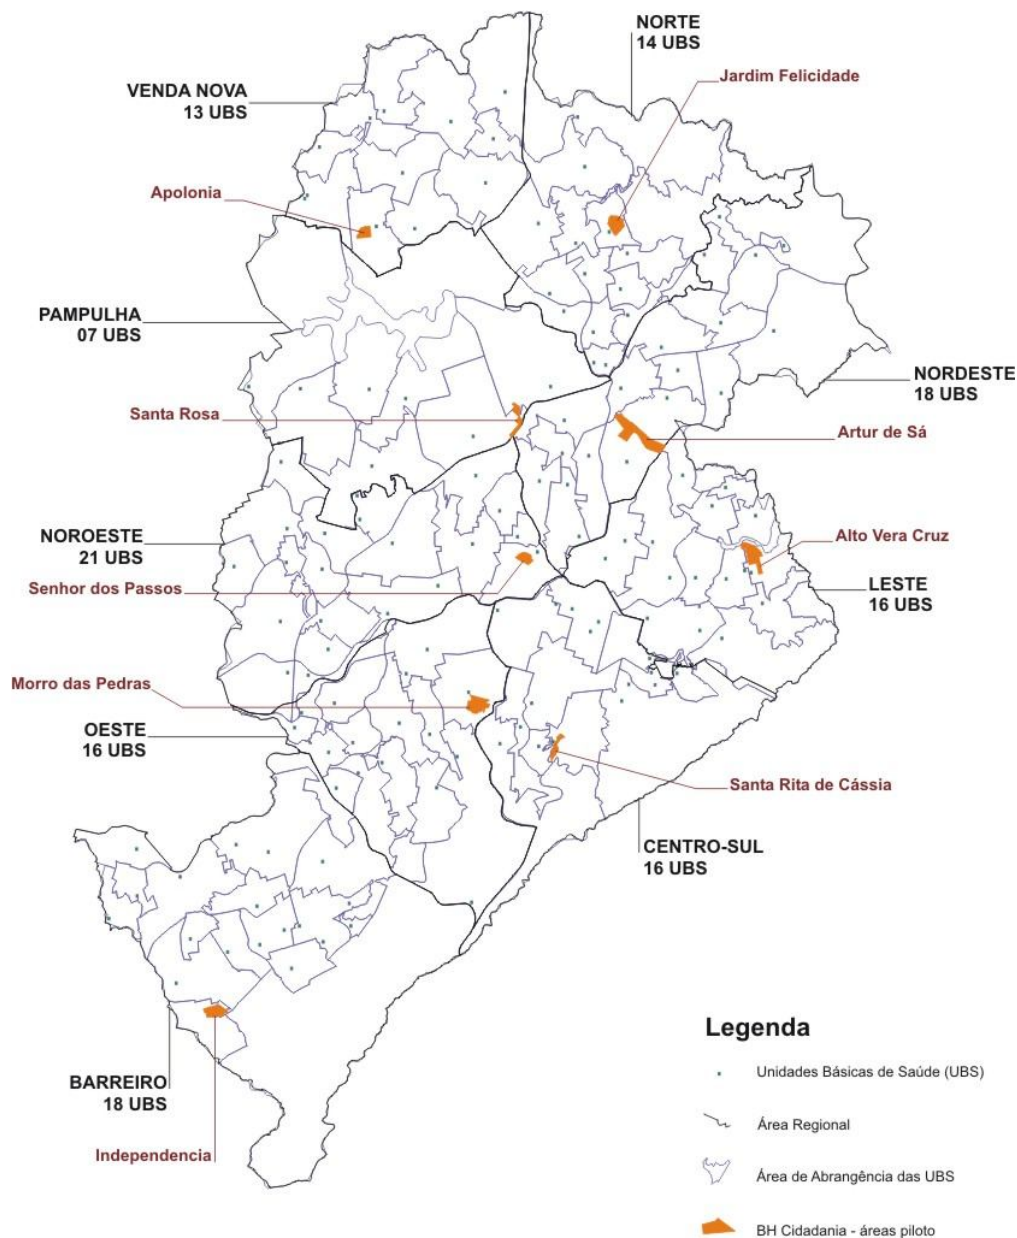 NORTE
14 UBS
Jardim Felicidade
VENDA NOVA
13 UBS
Apolonia
PAMPULHA
07 UBS
NORDESTE
18 UBS
Santa Rosa
Artur de Sá
NOROESTE
21 UBS
Alto Vera Cruz
Senhor dos Passos
LESTE
16 UBS
Morro das Pedras
OESTE
16 UBS
Santa Rita de Cássia
CENTRO-SUL
16 UBS
BARREIRO
18 UBS
Independencia
Legenda
Unidades Básicas de Saúde (UBS)
Área Regional
Área de Abrangência das UBS
BH Cidadania - áreas piloto